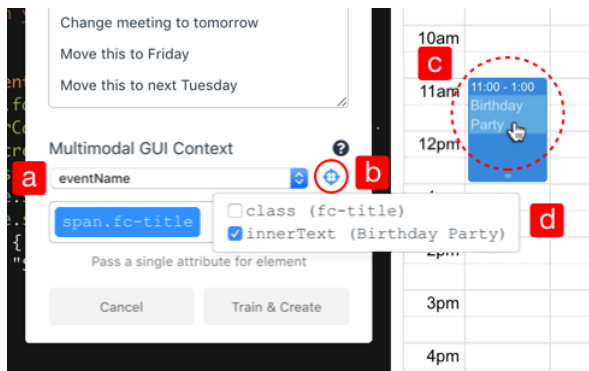 Change meeting to tomorrow
Move this to Friday
Move this to next Tuesday
Multimodal GUI Context
?
a
eventName
b
span.fc-title
class (fc-title)
innerText (Birthday Party)
d
Pass a single attribute for element
Cancel
Train & Create
10am
c
11am
11:00 - 1:00
Birthday
Party
12pm
2pm
3pm
4pm